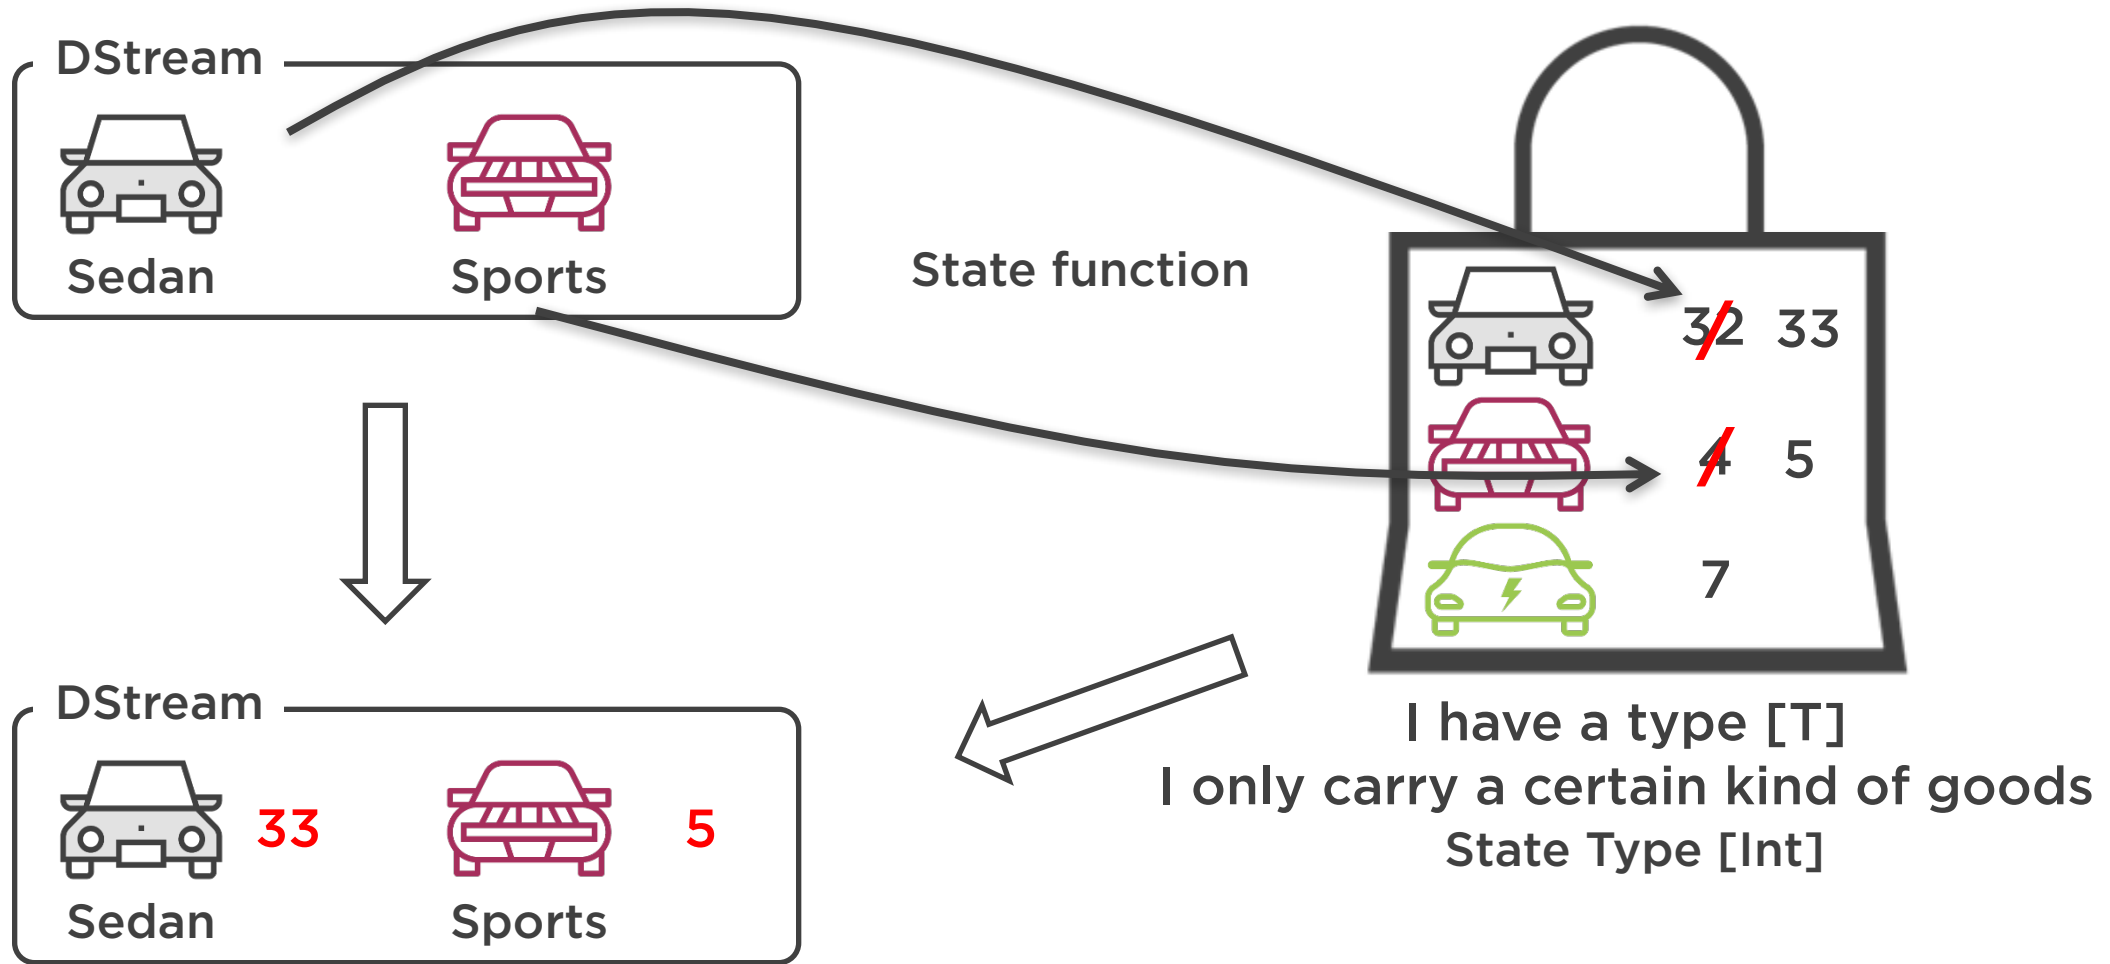 DStream
Sedan Sports
State function
32 33
4 5
7
I have a type [T]
I only carry a certain kind of goods
State Type [Int]
DStream
33 5
Sedan Sports